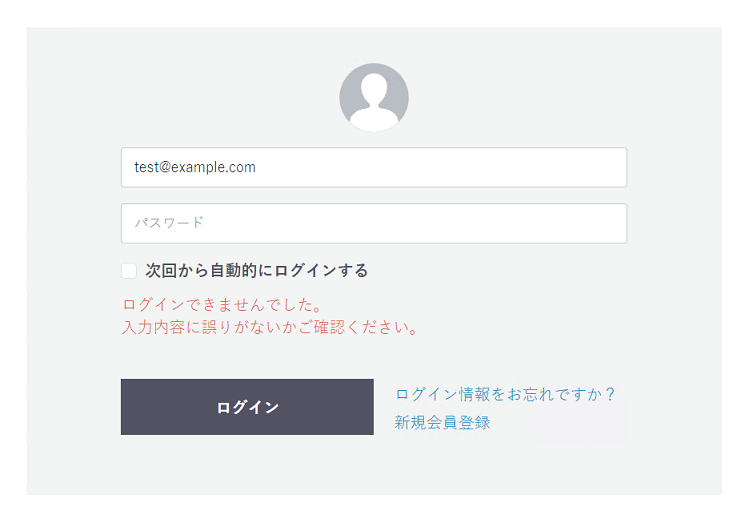 test@example.com
パスワード
次回から自動的にログインする
ログインできませんでした。
入力内容に誤りがないかご確認ください。
ログイン
ログイン情報をお忘れですか？
新規会員登録